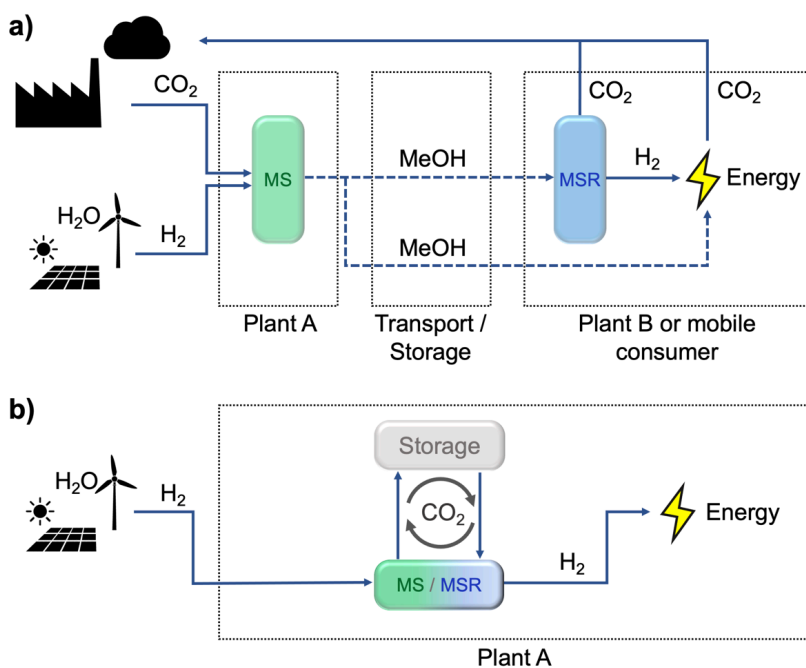 a)
CO₂
CO₂
CO₂
MeOH
MS
MSR
H₂
Energy
H₂O
H₂
MeOH
Plant A
Transport /
Storage
Plant B or mobile
consumer
b)
Storage
H₂O
H₂
CO₂
Energy
MS / MSR
H₂
Plant A